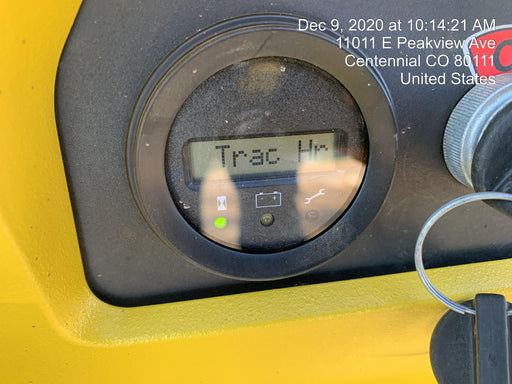 Dec 9, 2020 at 10:14:21 AM
11011 E Peakview Ave
Centennial CO 80111
United States
Trac Hr